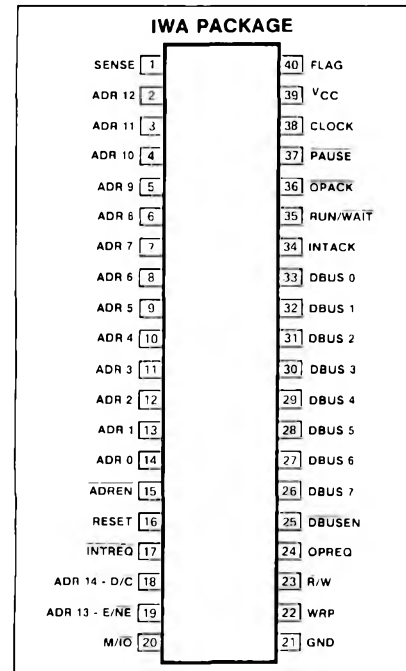 IWA PACKAGE
SENSE 1 40 FLAG
ADR 12 2 39 VCC
ADR 11 3 38 CLOCK
ADR 10 4 37 PAUSE
ADR 9 5 36 OPACK
ADR 8 6 35 RUN/WAIT
ADR 7 7 34 INTACK
ADR 6 8 33 DBUS 0
ADR 5 9 32 DBUS 1
ADR 4 10 31 DBUS 2
ADR 3 11 30 DBUS 3
ADR 2 12 29 DBUS 4
ADR 1 13 28 DBUS 5
ADR 0 14 27 DBUS 6
ADREN 15 26 DBUS 7
RESET 16 25 DBUSEN
INTREQ 17 24 OPREQ
ADR 14 - D/C 18 23 R/W
ADR 13 - E/NE 19 22 WRP
M/IO 20 21 GND